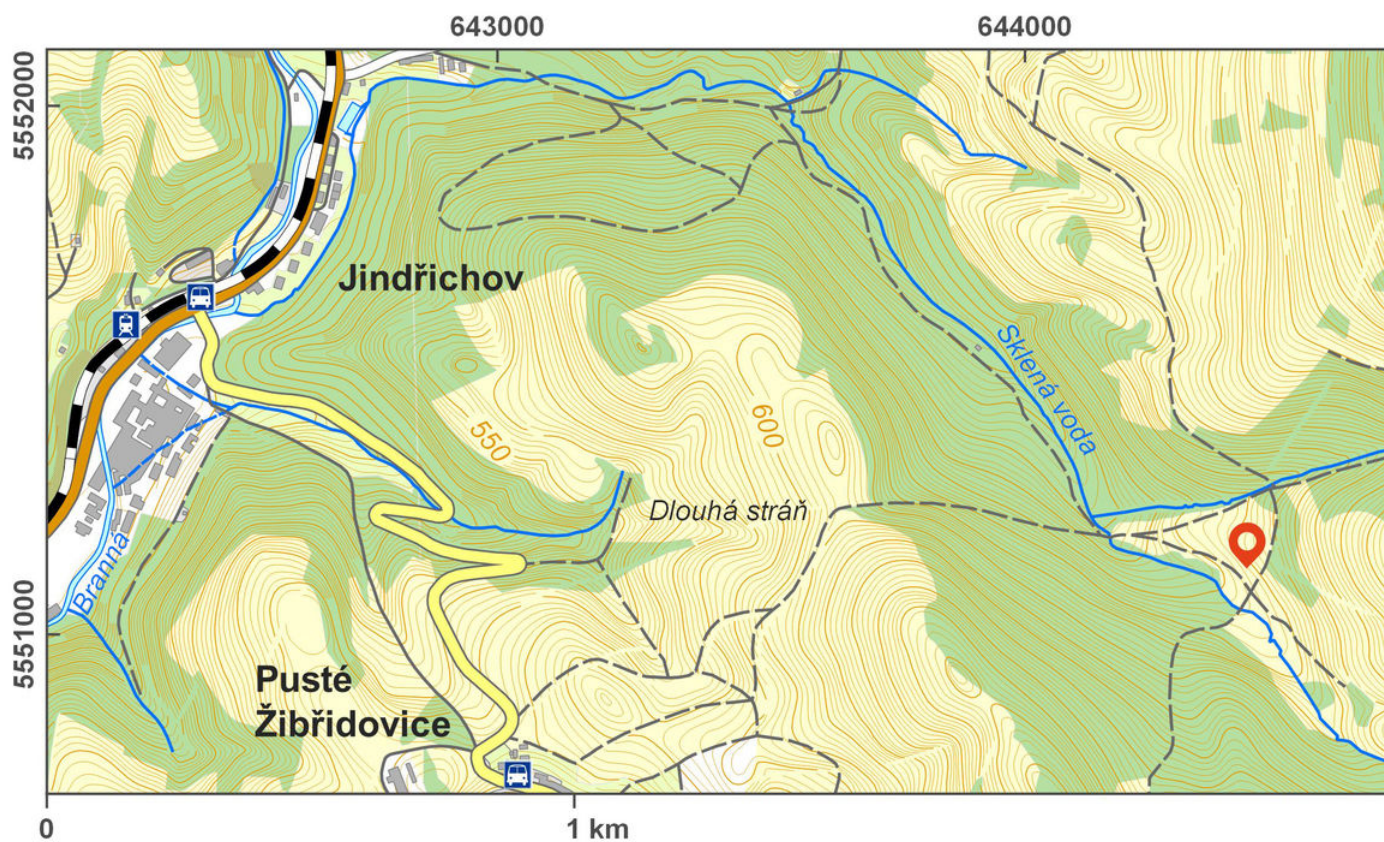 643000
644000
5552000
Jindřichov
Sklená voda
600
550
Dlouhá stráň
Branná
5551000
Pusté
Žibřidovice
0
1 km